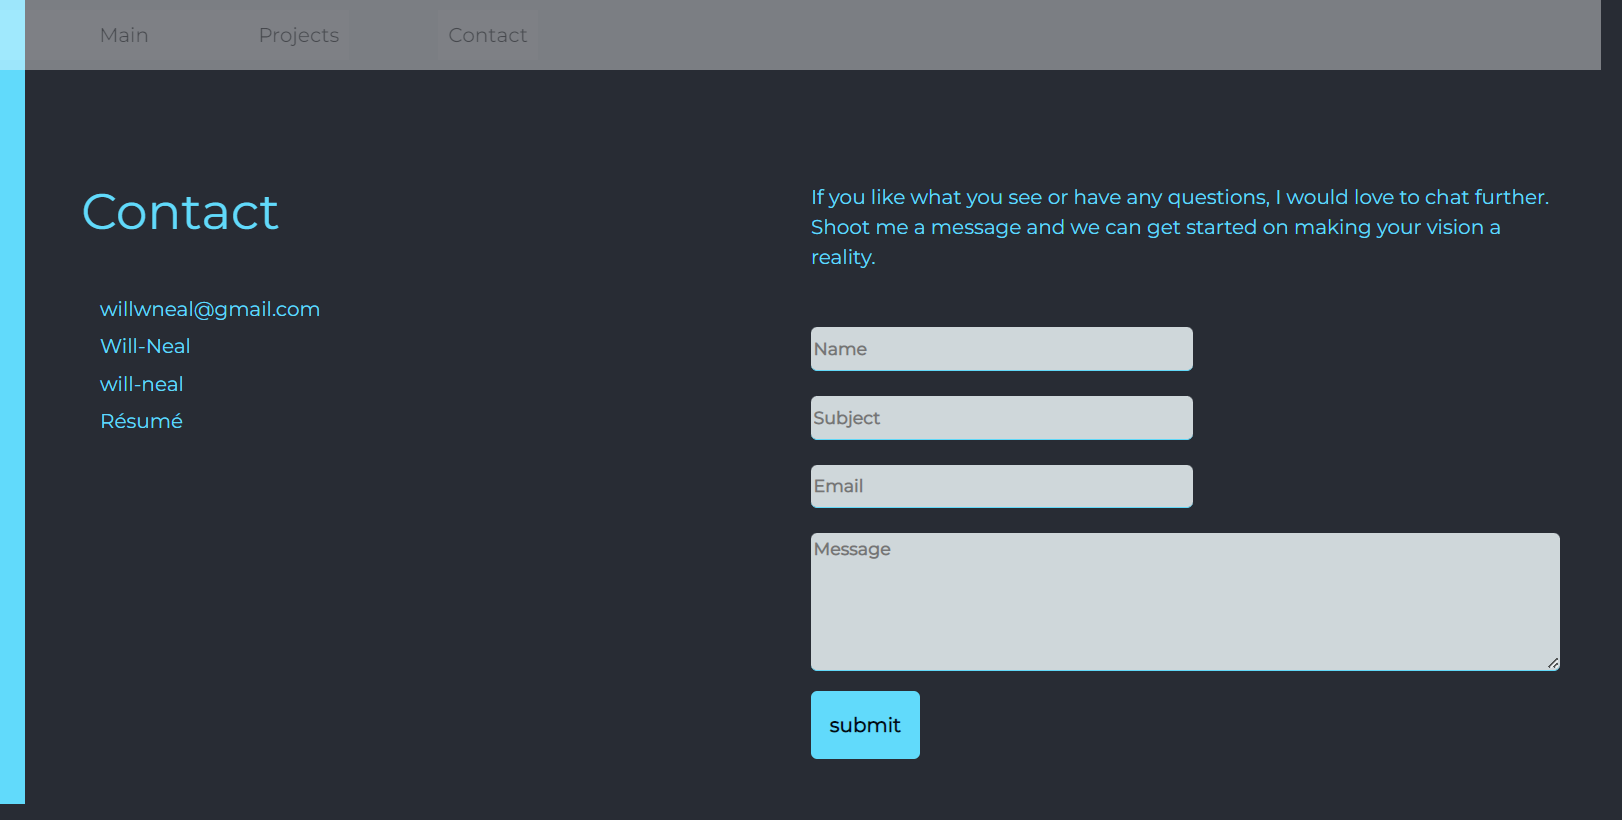 Main
Projects
Contact
Contact
willwneal@gmail.com
Will-Neal
will-neal
Résumé
If you like what you see or have any questions, I would love to chat further.
Shoot me a message and we can get started on making your vision a
reality.
Name
Subject
Email
Message
submit